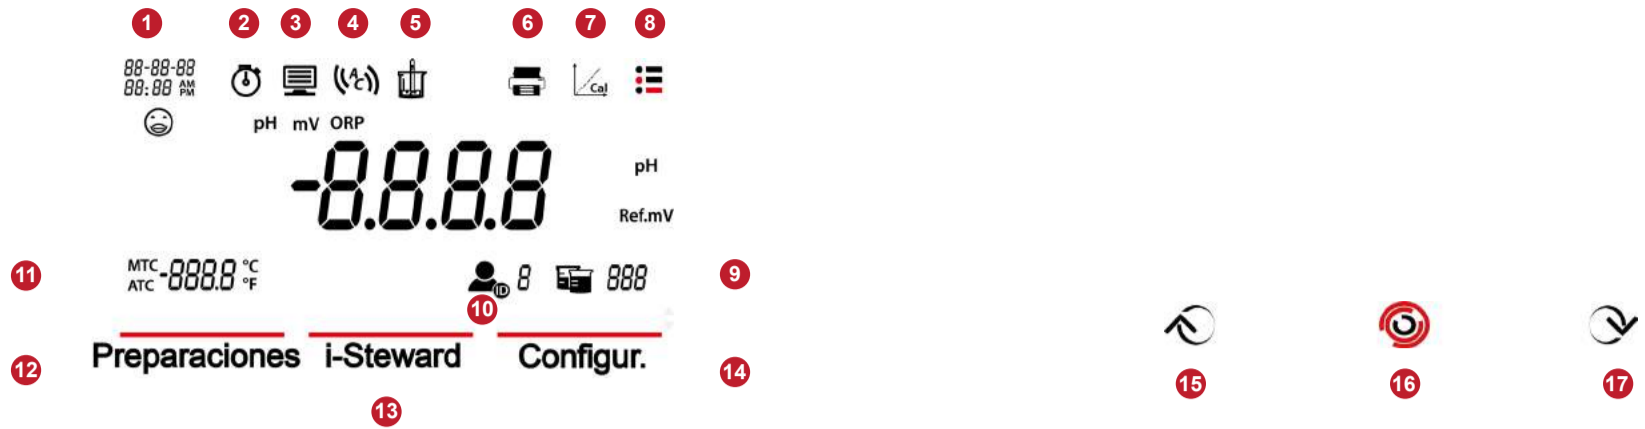 1 2 3 4 5 6 7 8
88-88-88
88:88 AM PM
AC
Cal
pH mV ORP
-8.8.8.8
pH
Ref.mV
11 MTC ATC -888.8 °C °F ID 8 888 9
10
Preparaciones i-Steward Configur.
12 14
13
15 16 17